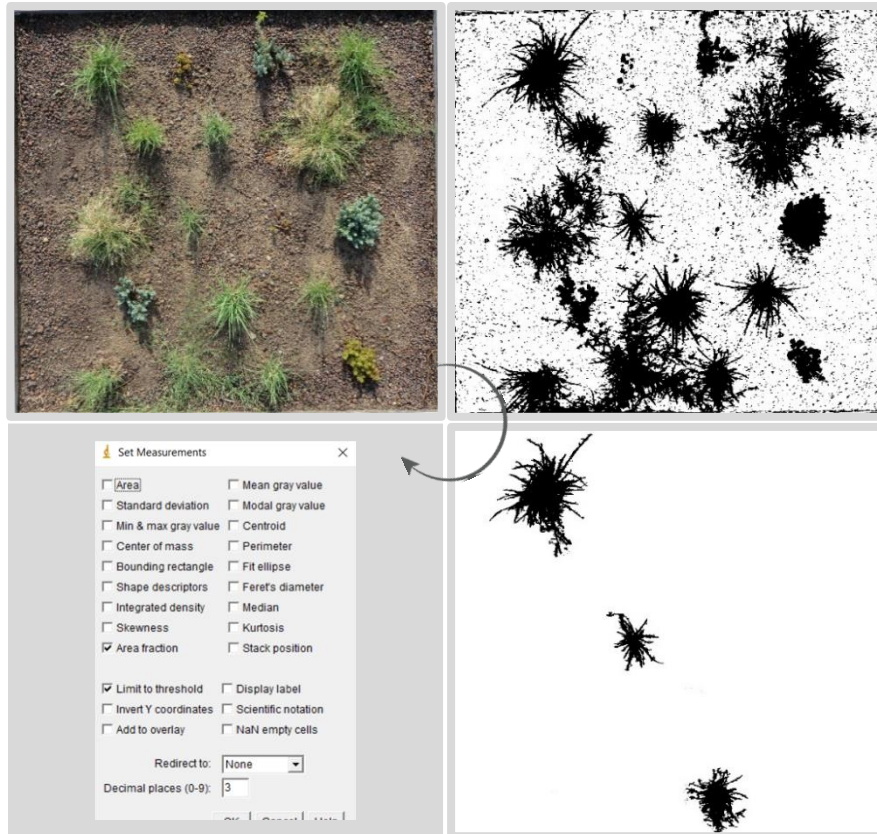 Set Measurements
Area Mean gray value
Standard deviation Modal gray value
Min & max gray value Centroid
Center of mass Perimeter
Bounding rectangle Fit ellipse
Shape descriptors Feret's diameter
Integrated density Median
Skewness Kurtosis
Area fraction Stack position
Limit to threshold Display label
Invert Y coordinates Scientific notation
Add to overlay NaN empty cells
Redirect to: None
Decimal places (0-9): 3